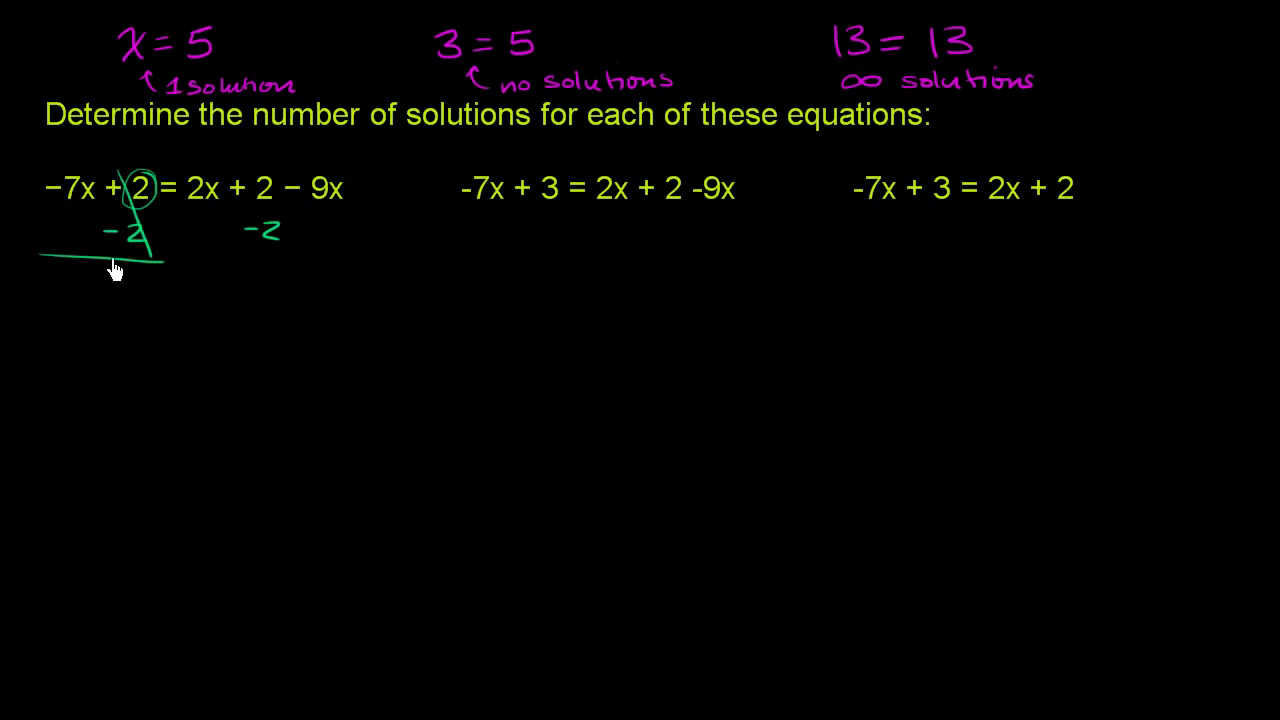 x = 5 3 = 5 13 = 13
1 solution no solutions ∞ solutions
Determine the number of solutions for each of these equations:
−7x + 2 = 2x + 2 − 9x -7x + 3 = 2x + 2 -9x -7x + 3 = 2x + 2
-2 -2